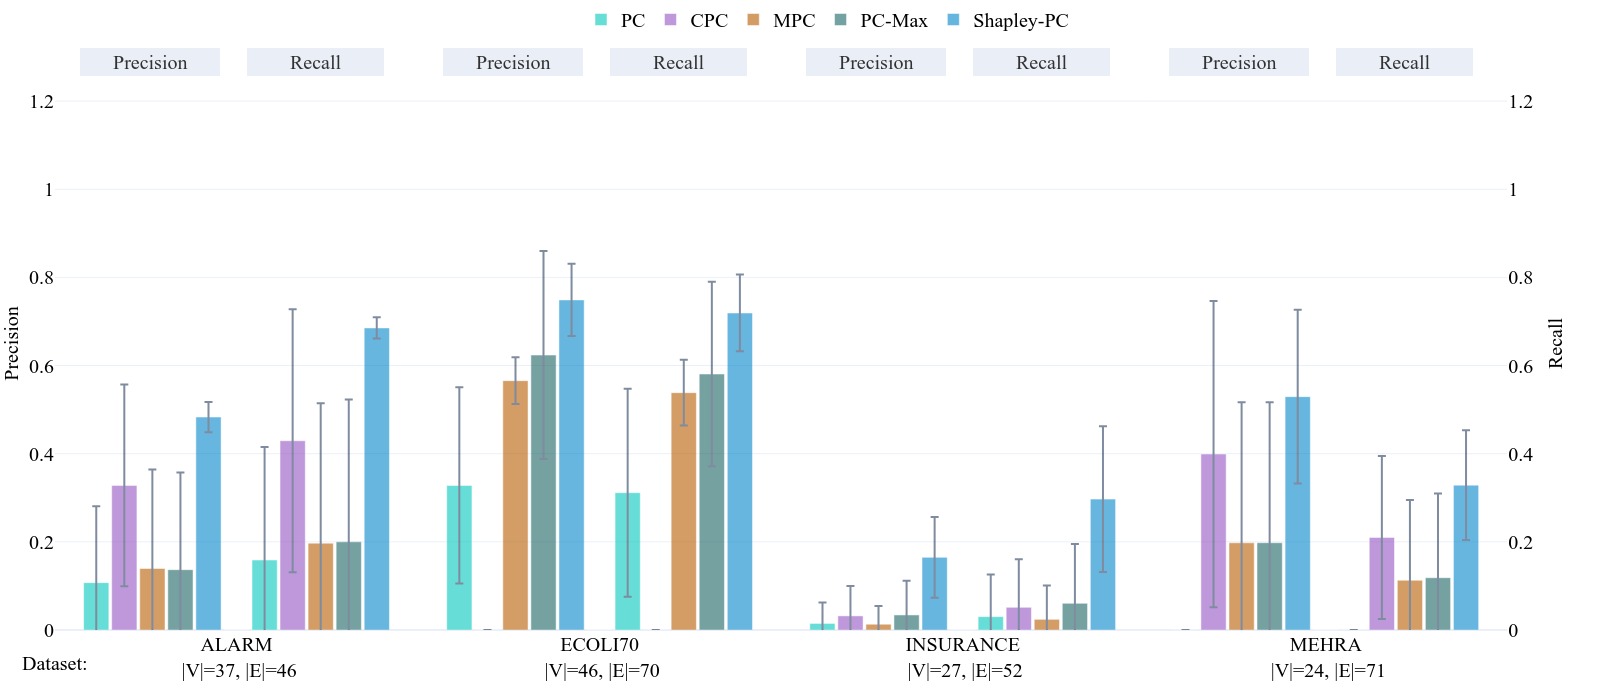 PC CPC MPC PC-Max Shapley-PC
Precision Recall Precision Recall Precision Recall Precision Recall
1.2 1.2
1 1
0.8 0.8
0.6 0.6
0.4 0.4
0.2 0.2
0 0
Precision
Recall
ALARM ECOLI70 INSURANCE MEHRA
Dataset: |V|=37, |E|=46 |V|=46, |E|=70 |V|=27, |E|=52 |V|=24, |E|=71